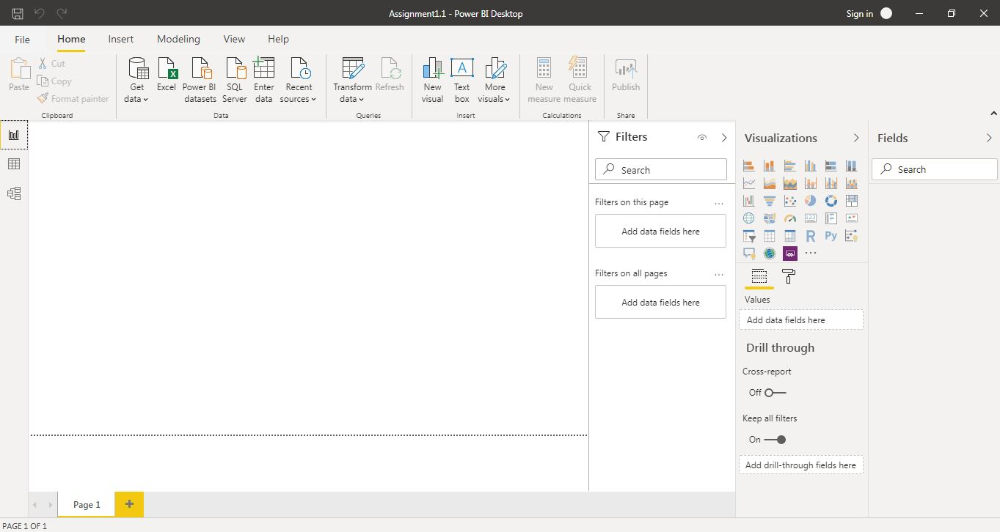 Assignment1.1 - Power BI Desktop
Sign in
File Home Insert Modeling View Help
Paste
Cut
Copy
Format painter
Clipboard
Get data
Excel
Power BI datasets
SQL Server
Enter data
Recent sources
Data
Transform data
Refresh
Queries
New visual
Text box
More visuals
Insert
New measure
Quick measure
Calculations
Publish
Share
Filters
Search
Filters on this page
Add data fields here
Filters on all pages
Add data fields here
Visualizations
123
R
Py
Values
Add data fields here
Drill through
Cross-report
Off
Keep all filters
On
Add drill-through fields here
Fields
Search
Page 1
PAGE 1 OF 1